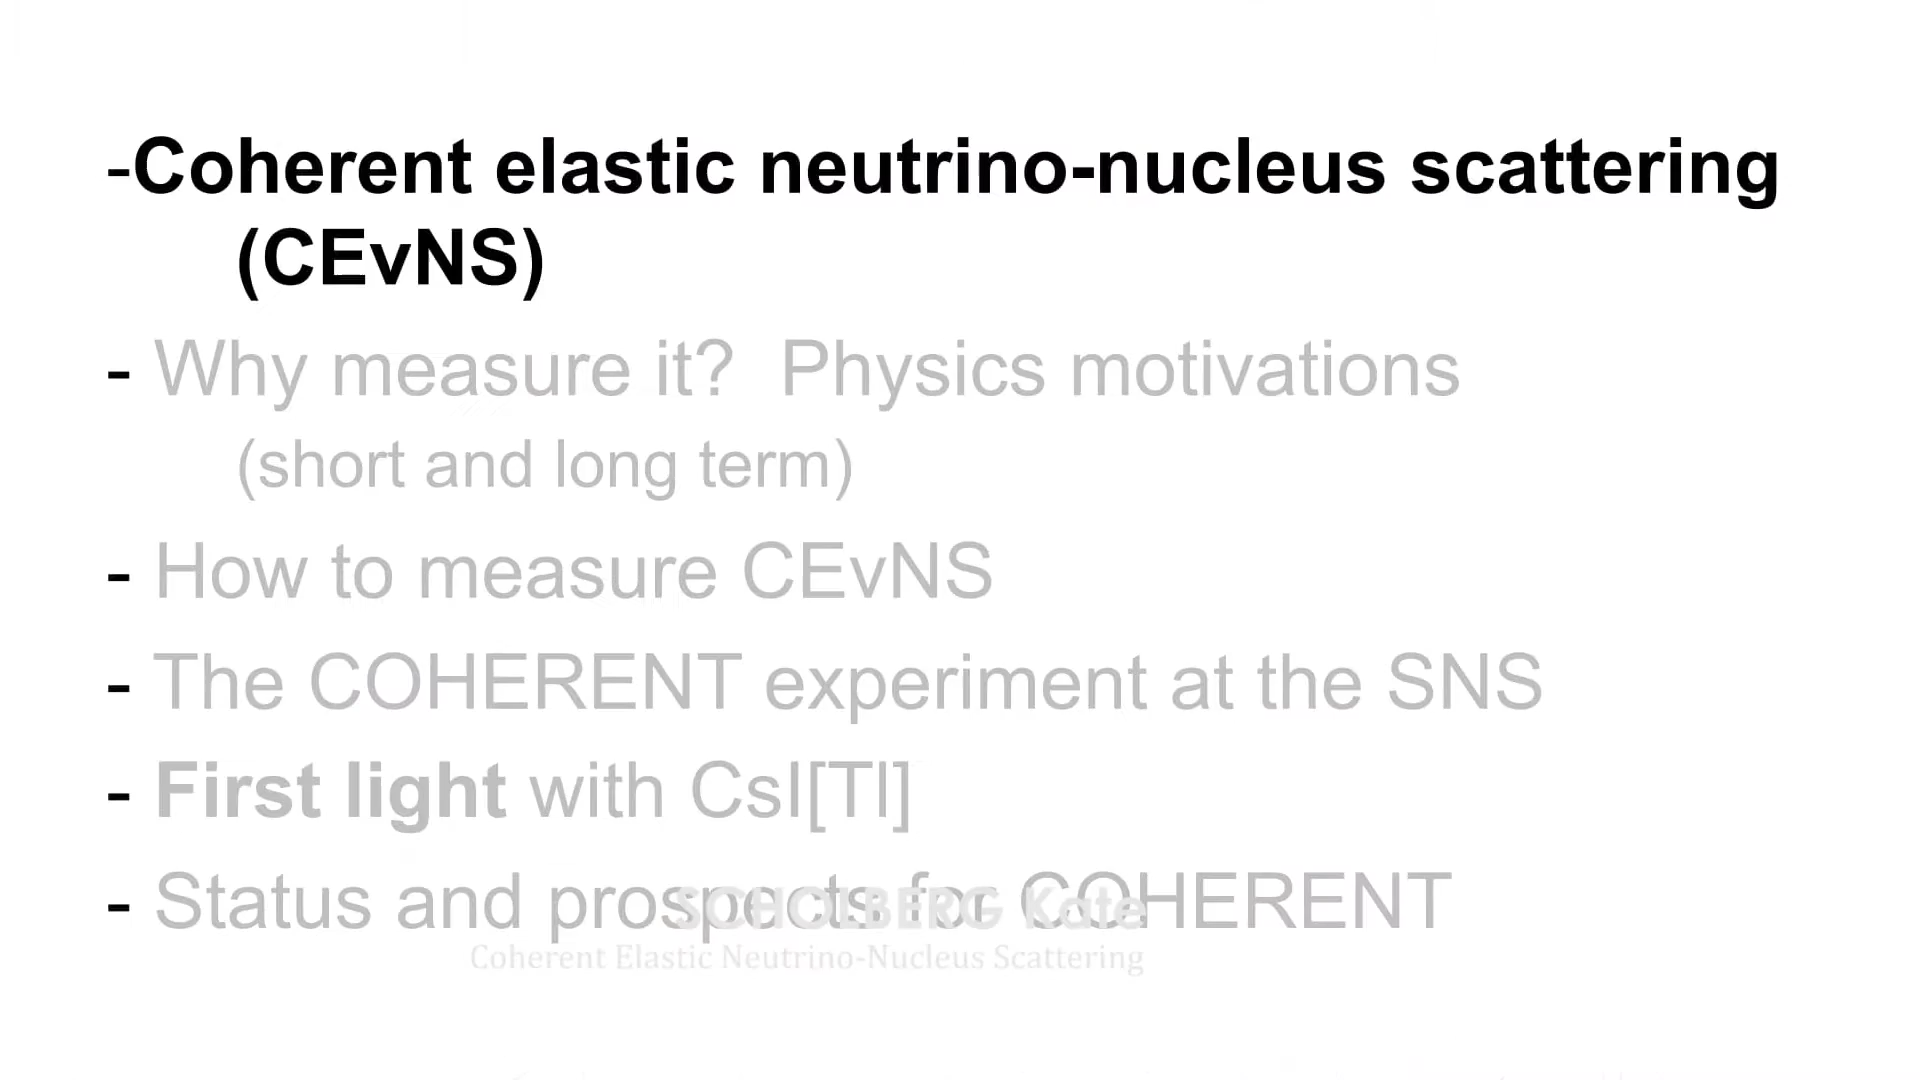 -Coherent elastic neutrino-nucleus scattering
(CEvNS)
- Why measure it? Physics motivations
(short and long term)
- How to measure CEvNS
- The COHERENT experiment at the SNS
- First light with CsI[Tl]
- Status and prospects for COHERENT
SCHOLBERG Kate
Coherent Elastic Neutrino-Nucleus Scattering